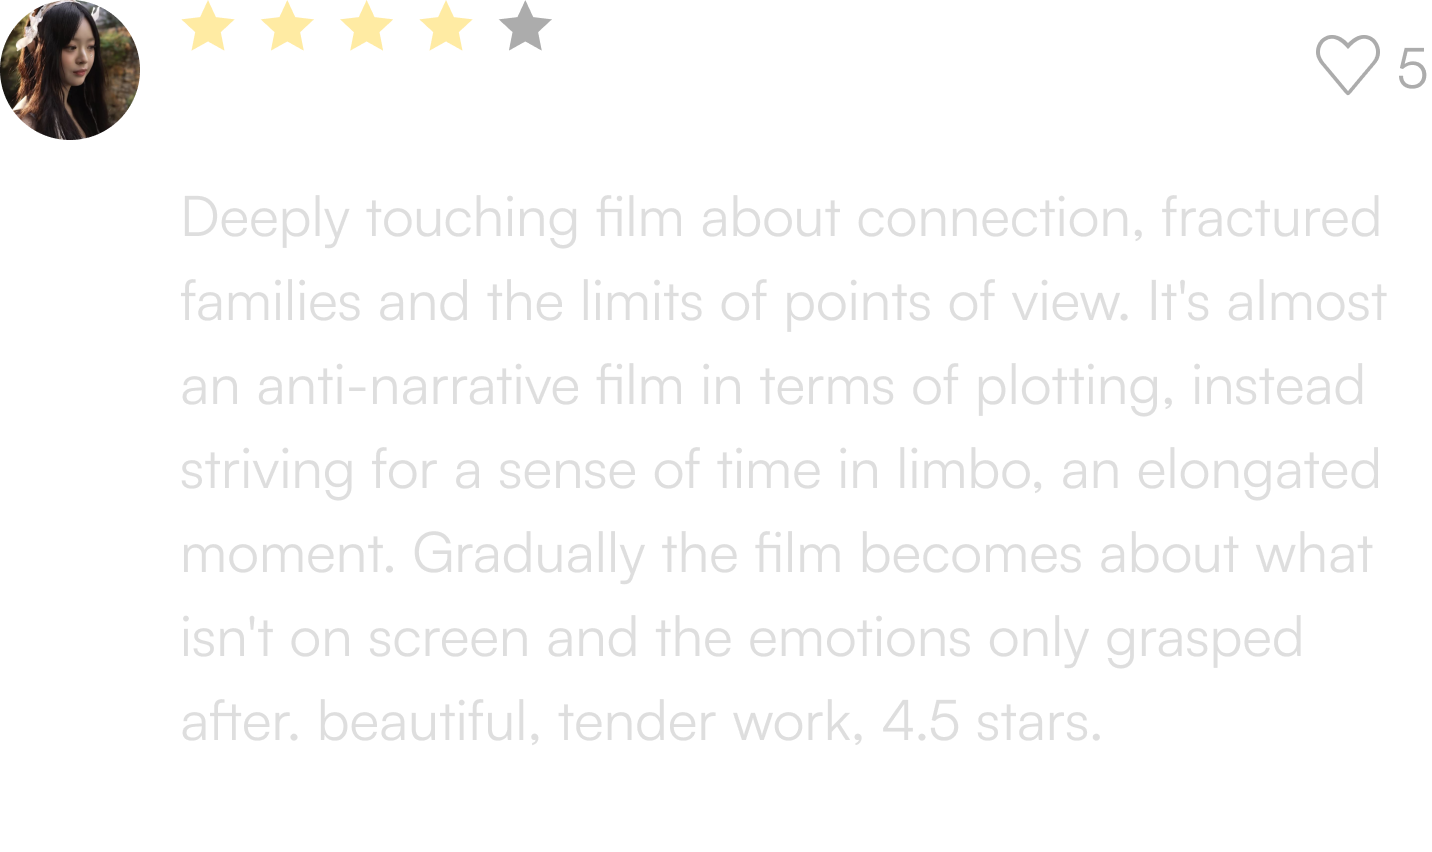 5
Deeply touching film about connection, fractured
families and the limits of points of view. It's almost
an anti-narrative film in terms of plotting, instead
striving for a sense of time in limbo, an elongated
moment. Gradually the film becomes about what
isn't on screen and the emotions only grasped
after. beautiful, tender work, 4.5 stars.